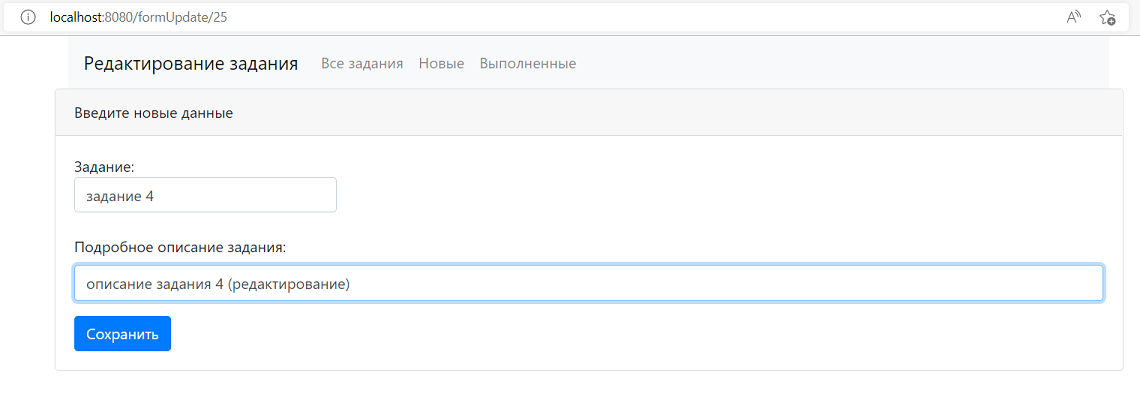 localhost:8080/formUpdate/25
Редактирование задания Все задания Новые Выполненные
Введите новые данные
Задание:
задание 4
Подробное описание задания:
описание задания 4 (редактирование)
Сохранить